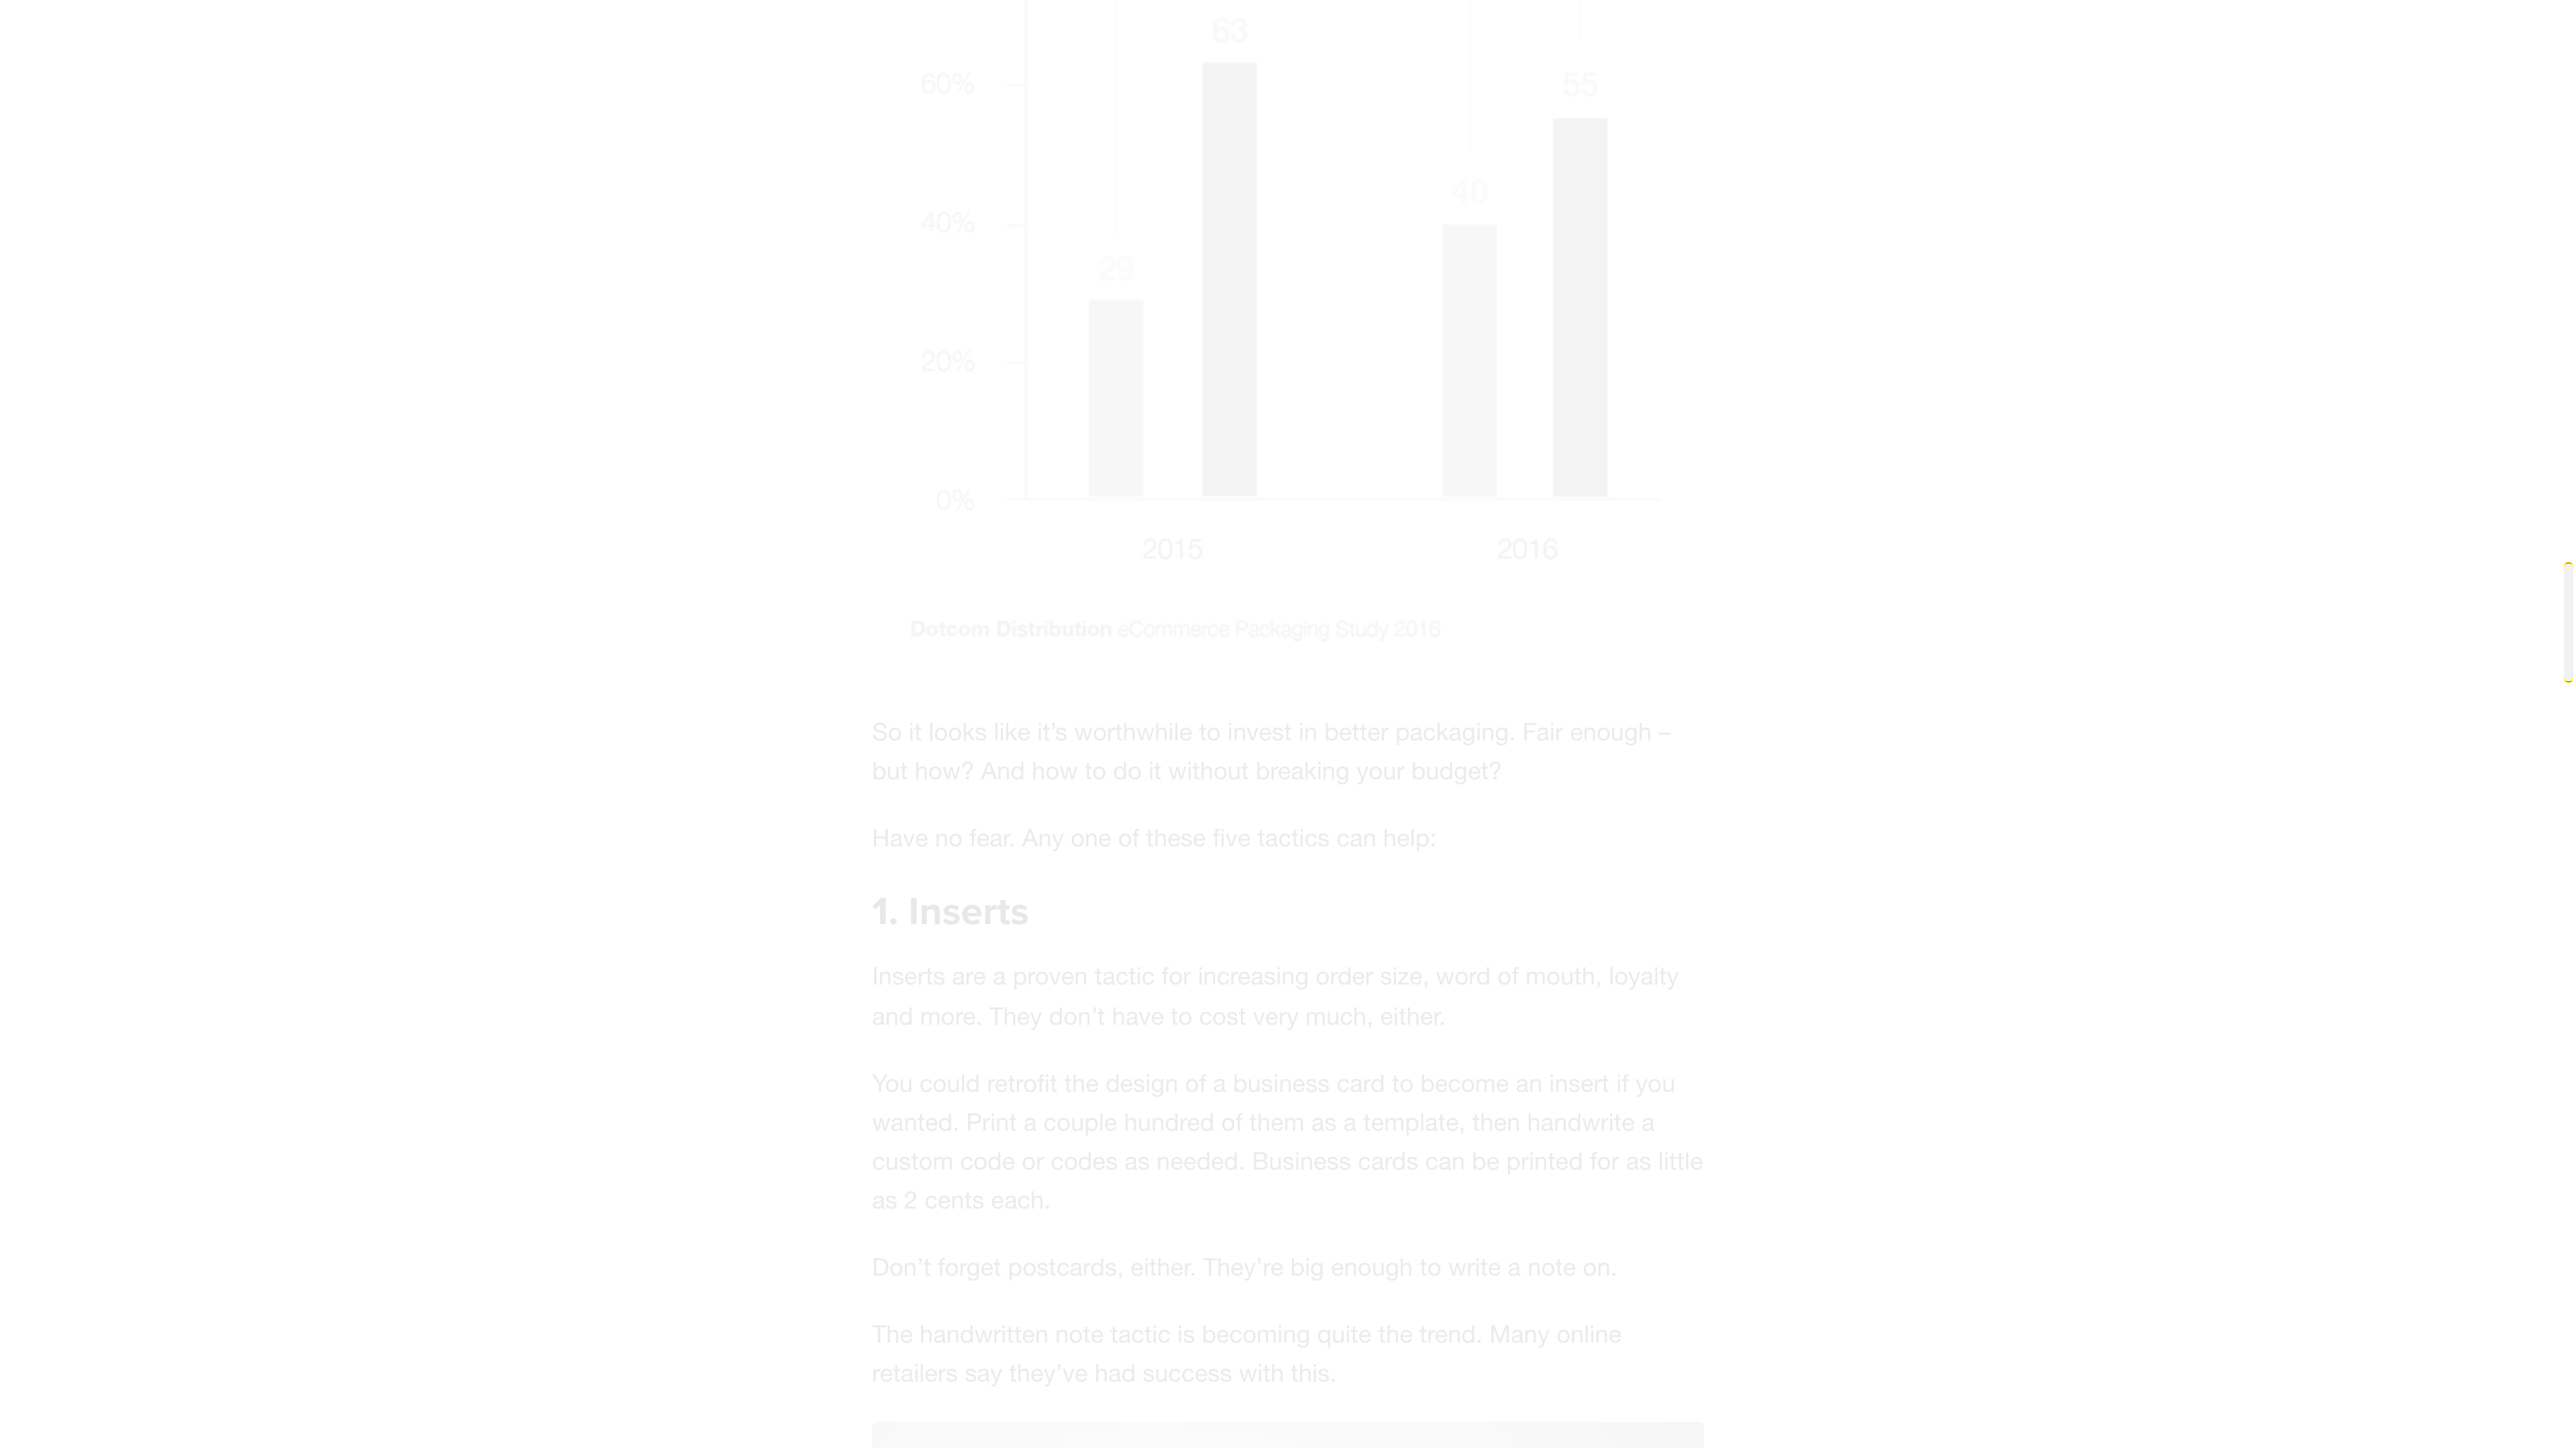 63
60%
55
40%
40
29
20%
0%
2015 2016
Dotcom Distribution eCommerce Packaging Study 2016
So it looks like it’s worthwhile to invest in better packaging. Fair enough –
but how? And how to do it without breaking your budget?
Have no fear. Any one of these five tactics can help:
1. Inserts
Inserts are a proven tactic for increasing order size, word of mouth, loyalty
and more. They don’t have to cost very much, either.
You could retrofit the design of a business card to become an insert if you
wanted. Print a couple hundred of them as a template, then handwrite a
custom code or codes as needed. Business cards can be printed for as little
as 2 cents each.
Don’t forget postcards, either. They’re big enough to write a note on.
The handwritten note tactic is becoming quite the trend. Many online
retailers say they’ve had success with this.